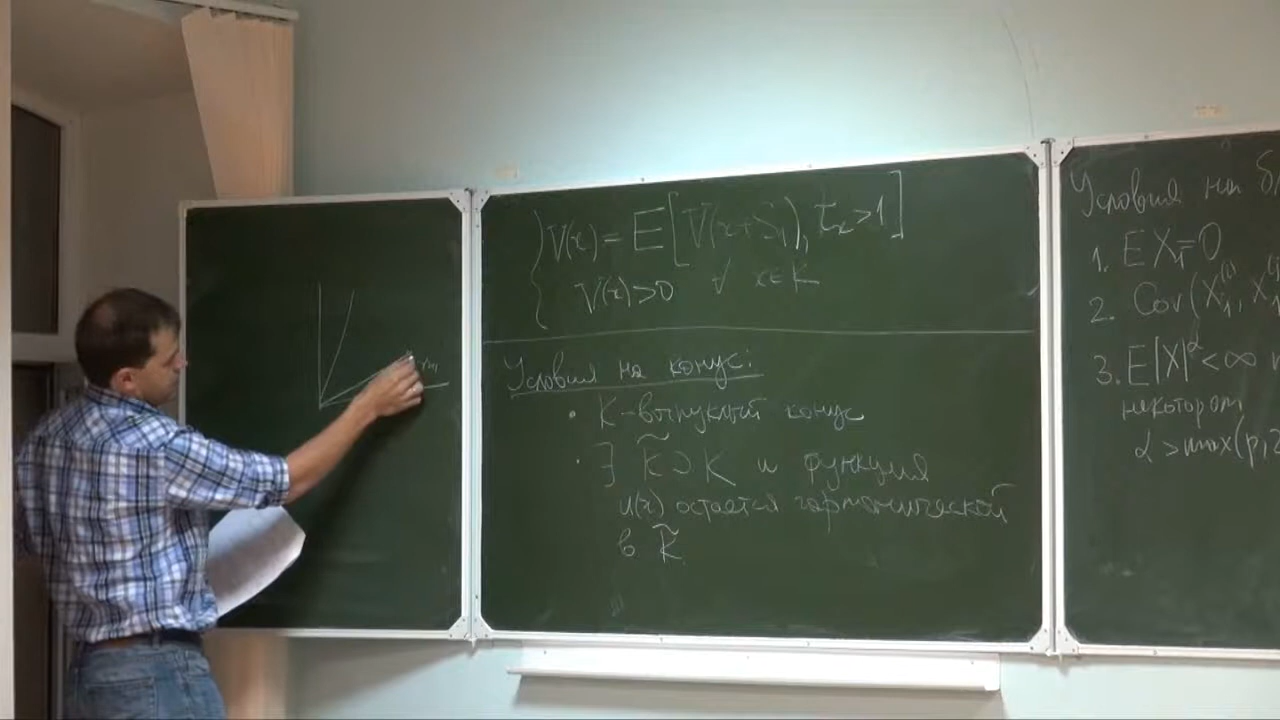 V(x) = E[V(x+S₁), τₓ>1]
V(x)>0 ∀ x∈K
Условия на конус:
• K - выпуклый конус
• ∃ K̃ ⊃ K и функция
u(x) остается гармонической
в K̃
Условия на
1. EX₁=0
2. Cov(X₁⁽ⁱ⁾, X₁
3. E|X|^α < ∞
некотором
α > max(p, 2